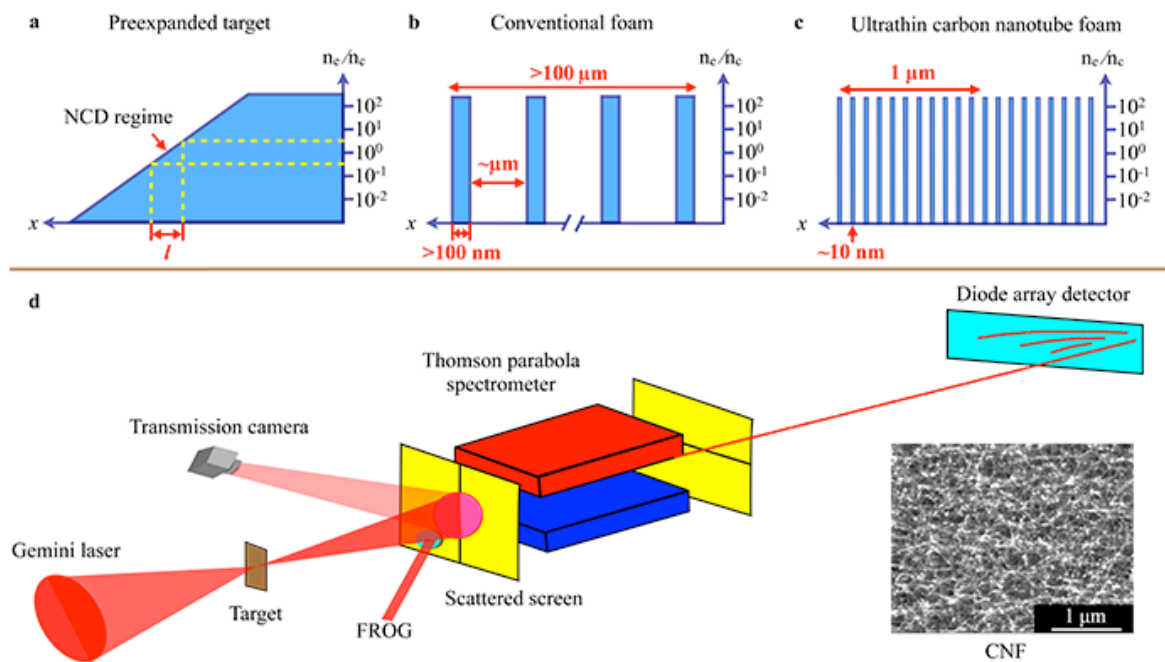 a
Preexpanded target
nₑ/n_c
10²
10¹
10⁰
10⁻¹
10⁻²
NCD regime
x
l
b
Conventional foam
nₑ/n_c
>100 μm
10²
10¹
10⁰
10⁻¹
10⁻²
~μm
x
>100 nm
c
Ultrathin carbon nanotube foam
nₑ/n_c
1 μm
10²
10¹
10⁰
10⁻¹
10⁻²
x
~10 nm
d
Diode array detector
Thomson parabola
spectrometer
Transmission camera
Gemini laser
Target
FROG
Scattered screen
1 μm
CNF